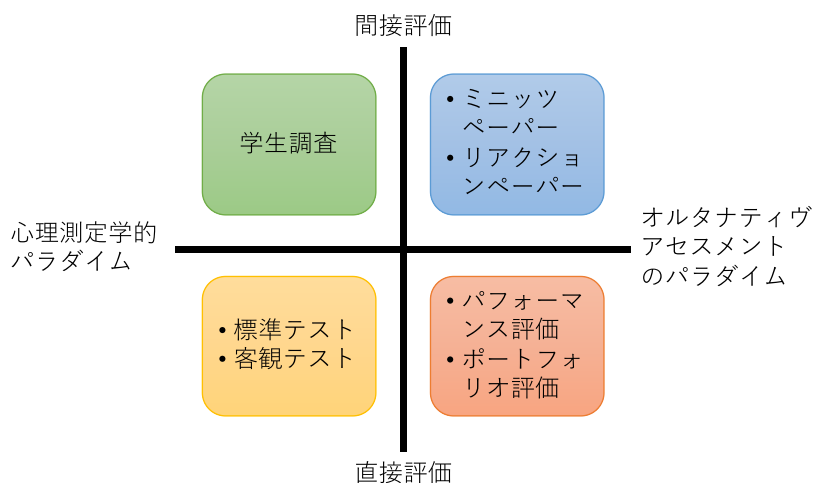 間接評価
学生調査
• ミニッツ
ペーパー
• リアクショ
ンペーパー
心理測定学的
パラダイム
オルタナティヴ
アセスメント
のパラダイム
• 標準テスト
• 客観テスト
• パフォーマ
ンス評価
• ポートフォ
リオ評価
直接評価